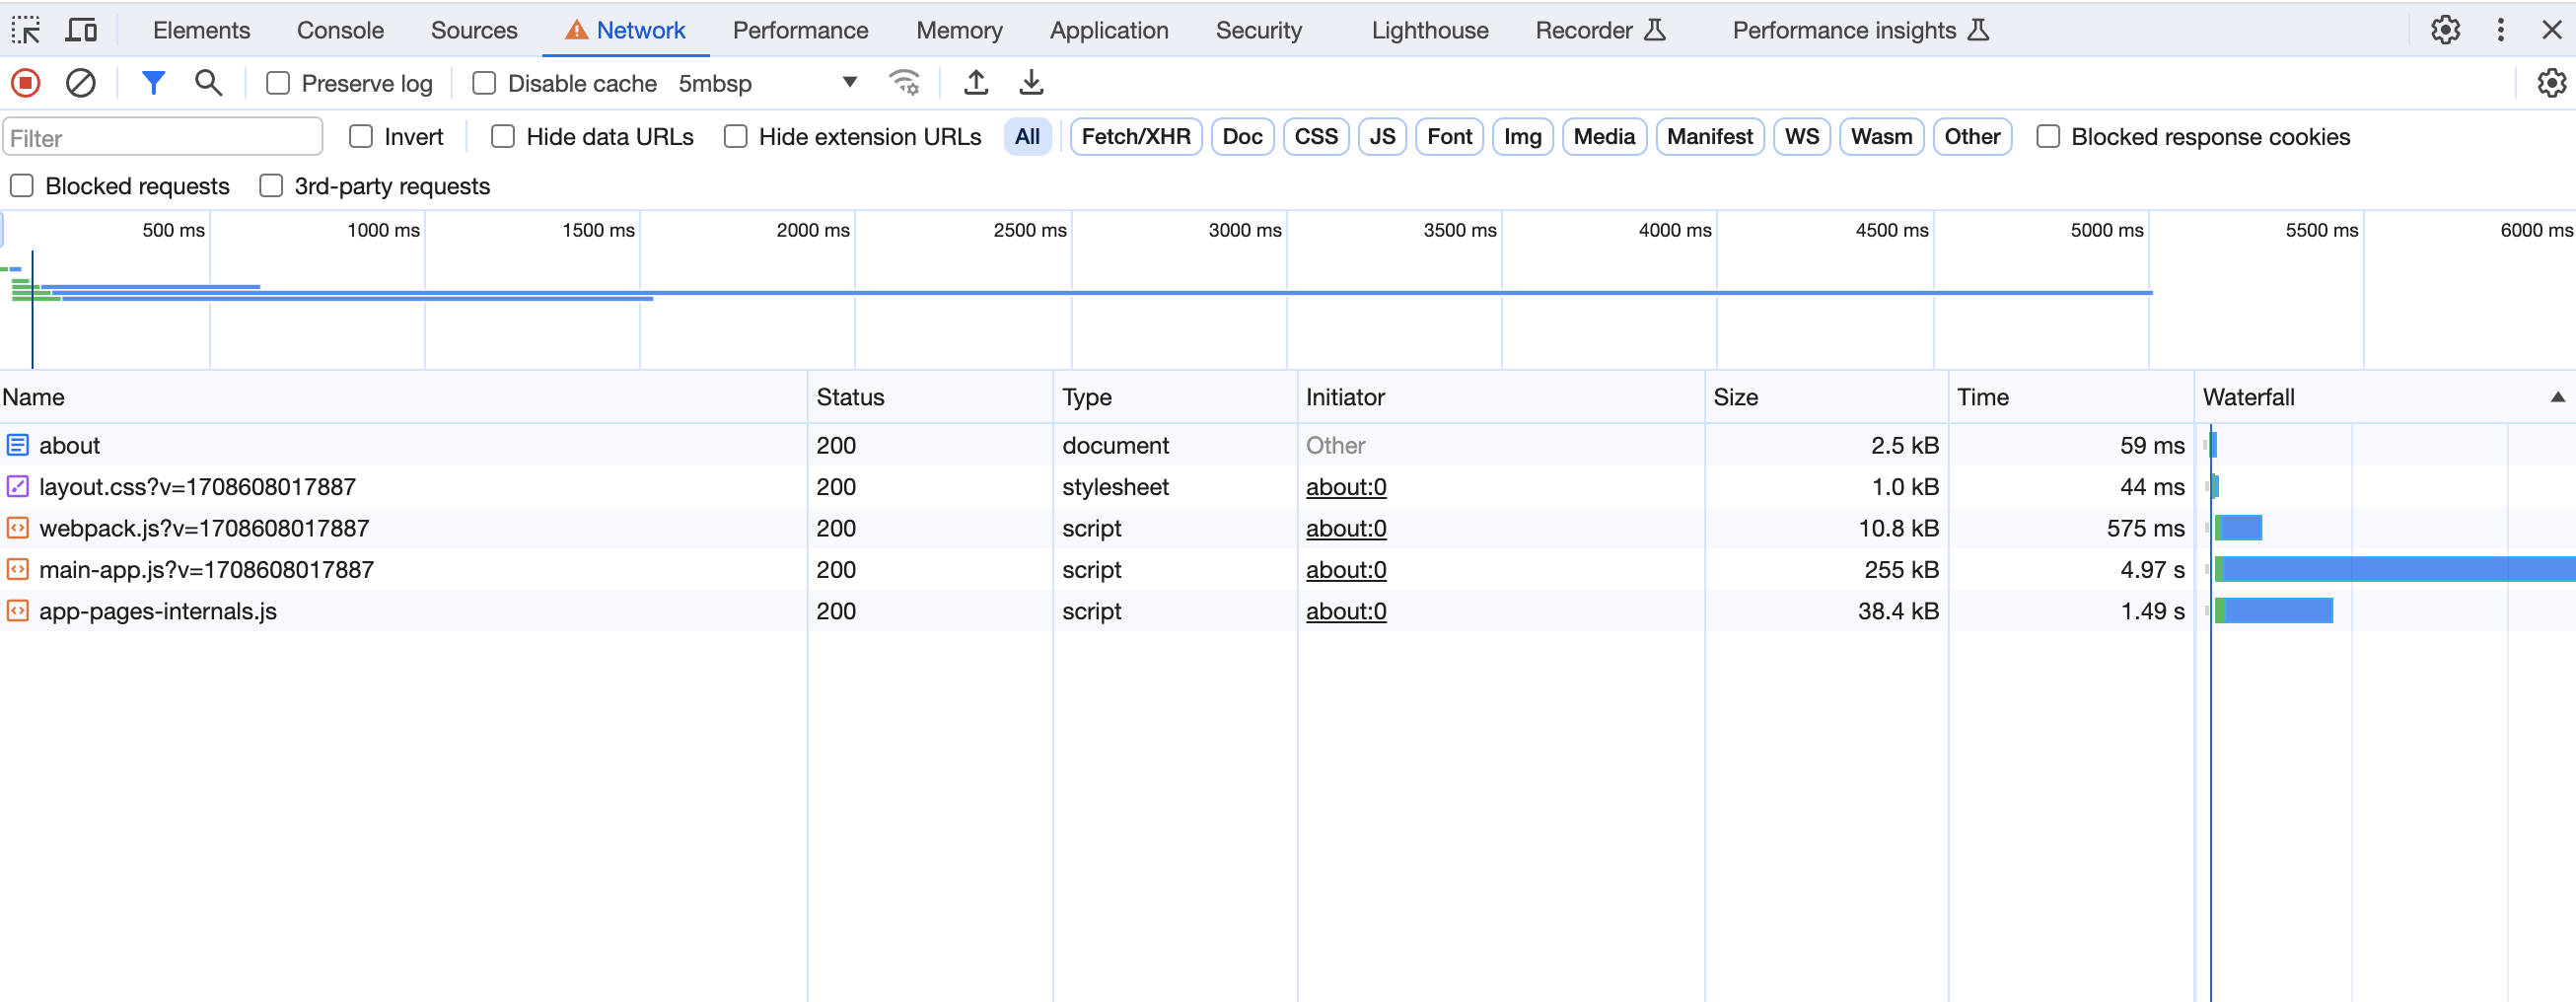 Elements Console Sources Network Performance Memory Application Security Lighthouse Recorder Performance insights
Preserve log Disable cache 5mbsp
Filter Invert Hide data URLs Hide extension URLs All Fetch/XHR Doc CSS JS Font Img Media Manifest WS Wasm Other Blocked response cookies
Blocked requests 3rd-party requests
500 ms 1000 ms 1500 ms 2000 ms 2500 ms 3000 ms 3500 ms 4000 ms 4500 ms 5000 ms 5500 ms 6000 ms
Name Status Type Initiator Size Time Waterfall
about 200 document Other 2.5 kB 59 ms
layout.css?v=1708608017887 200 stylesheet about:0 1.0 kB 44 ms
webpack.js?v=1708608017887 200 script about:0 10.8 kB 575 ms
main-app.js?v=1708608017887 200 script about:0 255 kB 4.97 s
app-pages-internals.js 200 script about:0 38.4 kB 1.49 s